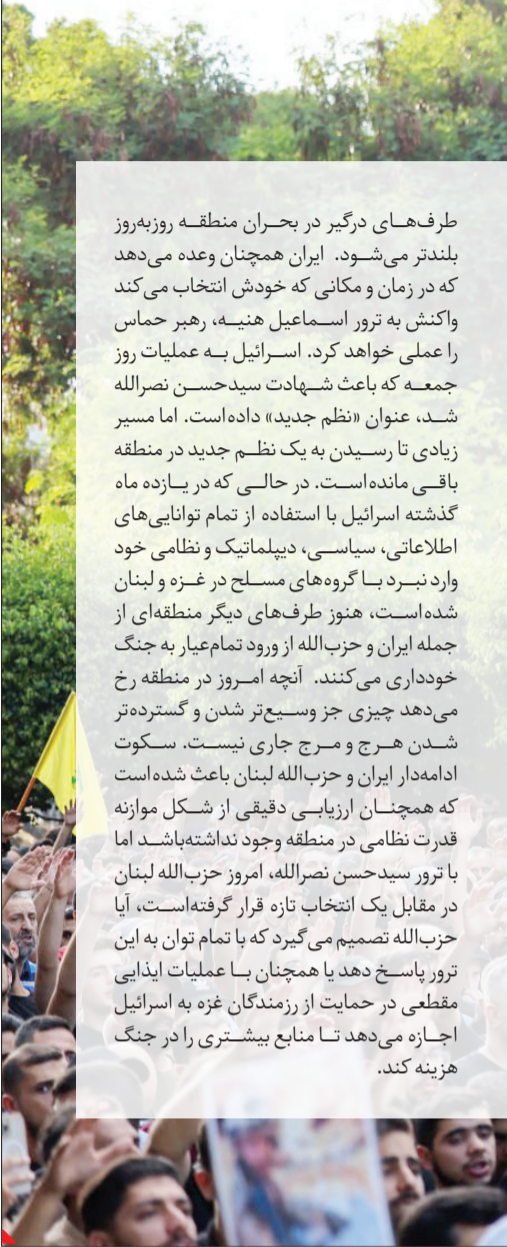 طرف‌های درگیر در بحران منطقه روزبه‌روز
بلندتر می‌شود. ایران همچنان وعده می‌دهد
که در زمان و مکانی که خودش انتخاب می‌کند
واکنش به ترور اسماعیل هنیه، رهبر حماس
را عملی خواهد کرد. اسرائیل به عملیات روز
جمعه که باعث شهادت سیدحسن نصرالله
شد، عنوان «نظم جدید» داده‌است. اما مسیر
زیادی تا رسیدن به یک نظم جدید در منطقه
باقی مانده‌است. در حالی که در یازده ماه
گذشته اسرائیل با استفاده از تمام توانایی‌های
اطلاعاتی، سیاسی، دیپلماتیک و نظامی خود
وارد نبرد با گروه‌های مسلح در غزه و لبنان
شده‌است، هنوز طرف‌های دیگر منطقه‌ای از
جمله ایران و حزب‌الله از ورود تمام‌عیار به جنگ
خودداری می‌کنند. آنچه امروز در منطقه رخ
می‌دهد چیزی جز وسیع‌تر شدن و گسترده‌تر
شدن هرج و مرج جاری نیست. سکوت
ادامه‌دار ایران و حزب‌الله لبنان باعث شده‌است
که همچنان ارزیابی دقیقی از شکل موازنه
قدرت نظامی در منطقه وجود نداشته‌باشد اما
با ترور سیدحسن نصرالله، امروز حزب‌الله لبنان
در مقابل یک انتخاب تازه قرار گرفته‌است، آیا
حزب‌الله تصمیم می‌گیرد که با تمام توان به این
ترور پاسخ دهد یا همچنان با عملیات ایذایی
مقطعی در حمایت از رزمندگان غزه به اسرائیل
اجازه می‌دهد تا منابع بیشتری را در جنگ
هزینه کند.